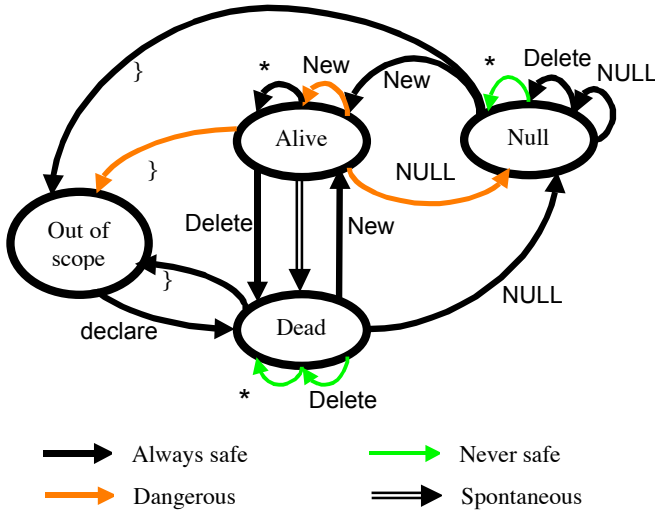 *
New
New
*
Delete
NULL
}
Alive
Null
}
NULL
Out of
scope
Delete
New
}
NULL
declare
Dead
*
Delete
Always safe
Never safe
Dangerous
Spontaneous